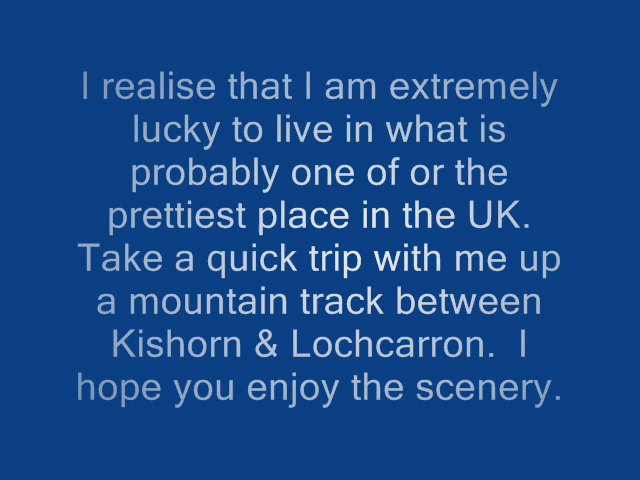 I realise that I am extremely
lucky to live in what is
probably one of or the
prettiest place in the UK.
Take a quick trip with me up
a mountain track between
Kishorn & Lochcarron.  I
hope you enjoy the scenery.